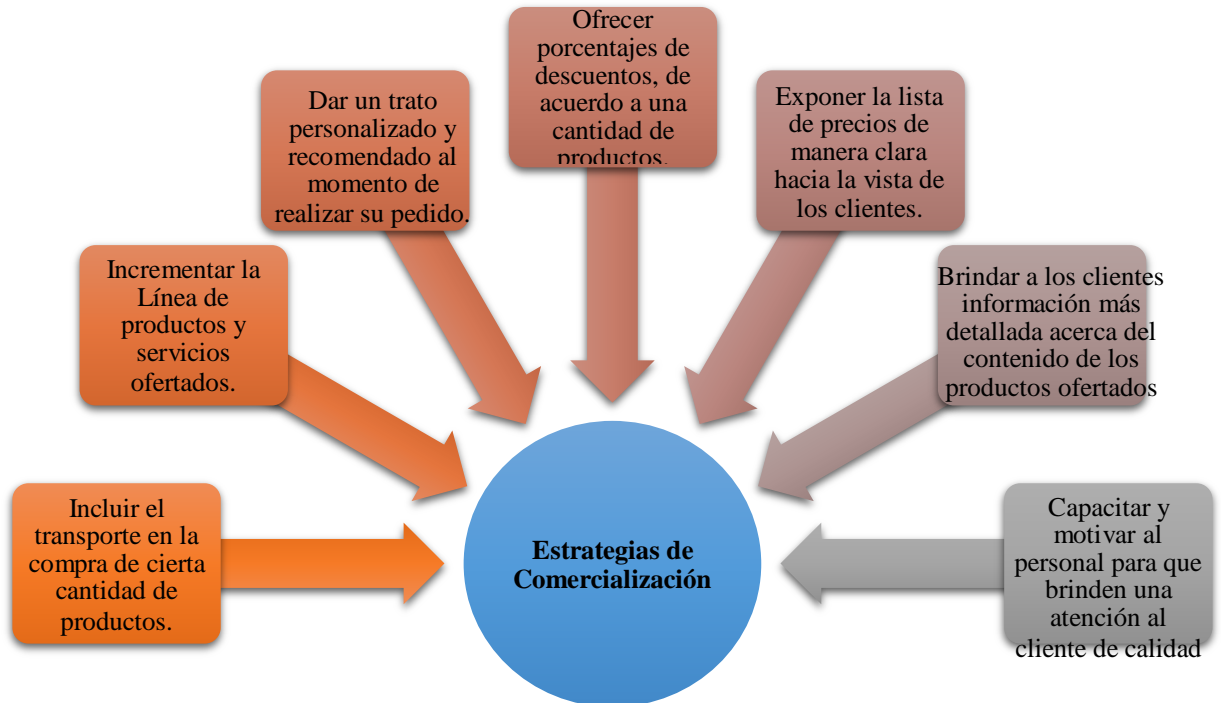 Ofrecer
porcentajes de
descuentos, de
acuerdo a una
cantidad de
productos.
Dar un trato
personalizado y
recomendado al
momento de
realizar su pedido.
Exponer la lista
de precios de
manera clara
hacia la vista de
los clientes.
Incrementar la
Línea de
productos y
servicios
ofertados.
Brindar a los clientes
información más
detallada acerca del
contenido de los
productos ofertados
Incluir el
transporte en la
compra de cierta
cantidad de
productos.
Estrategias de
Comercialización
Capacitar y
motivar al
personal para que
brinden una
atención al
cliente de calidad